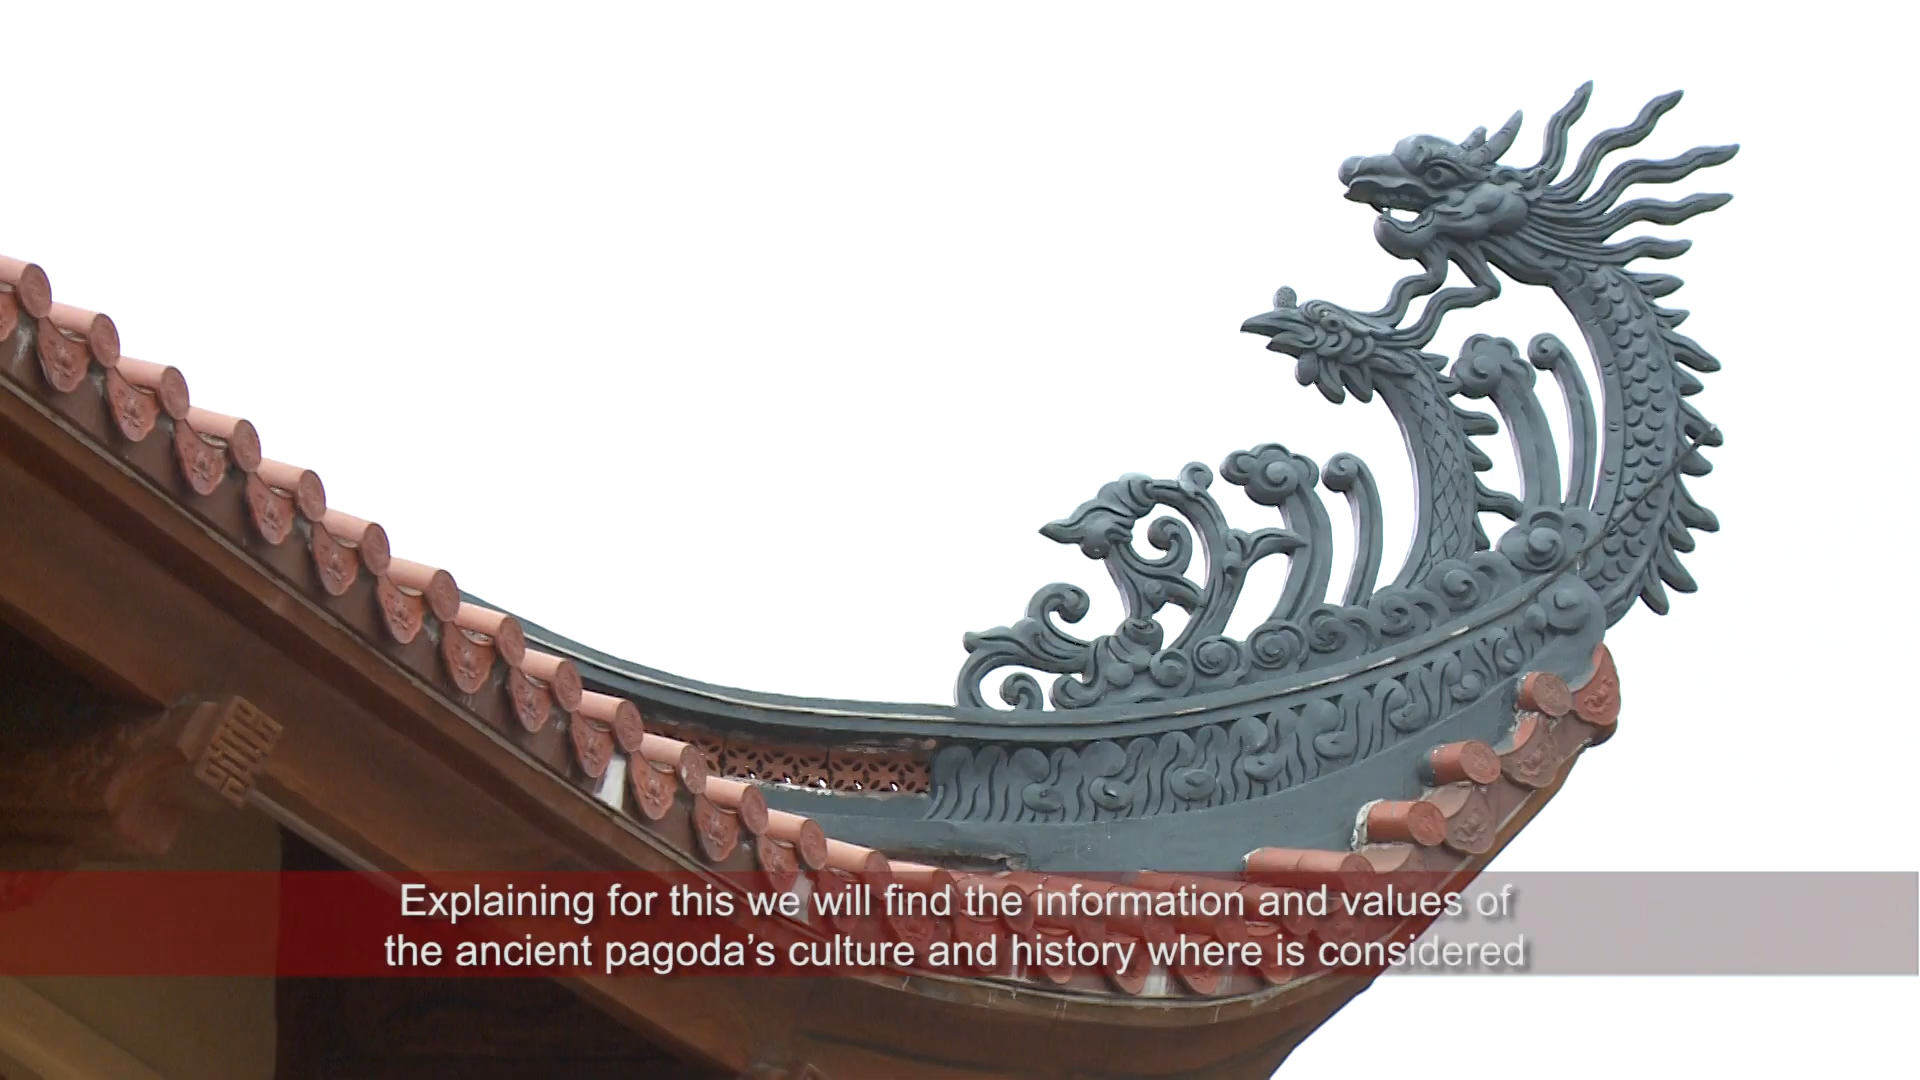 Explaining for this we will find the information and values of
the ancient pagoda’s culture and history where is considered